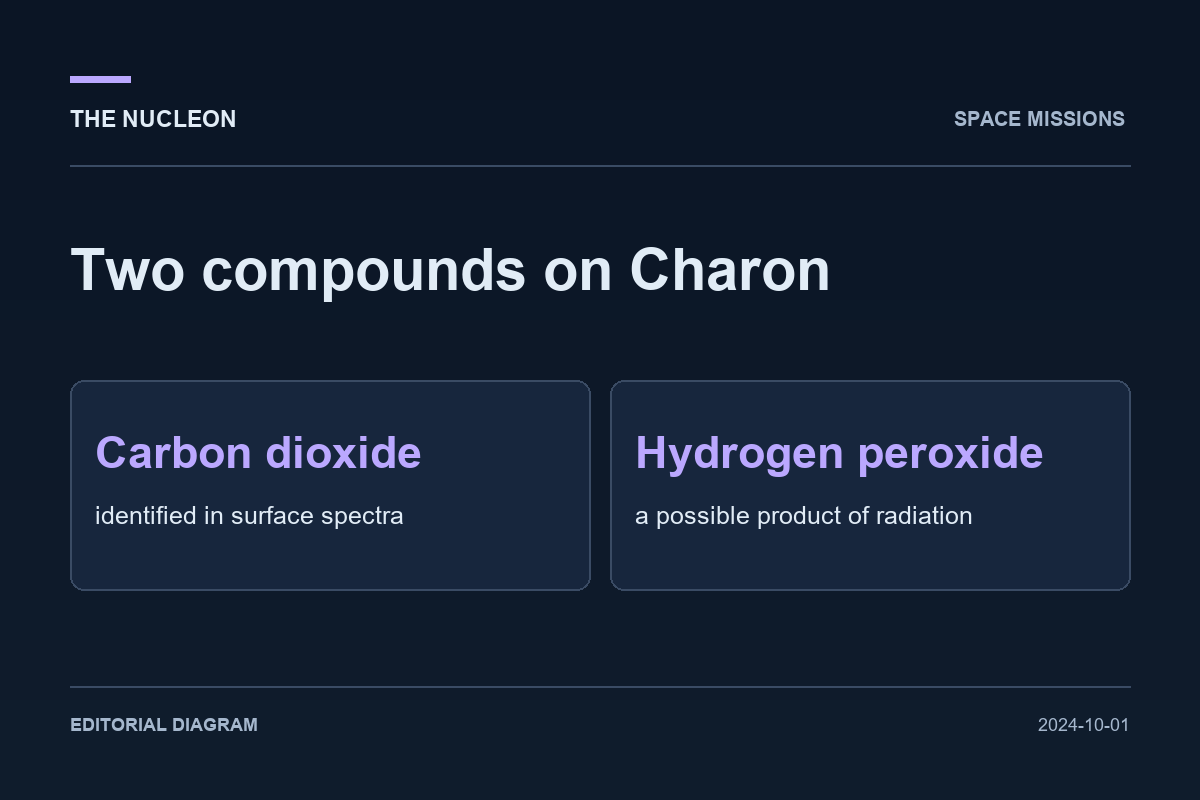 THE NUCLEON
SPACE MISSIONS
Two compounds on Charon
Carbon dioxide
identified in surface spectra
Hydrogen peroxide
a possible product of radiation
EDITORIAL DIAGRAM
2024-10-01